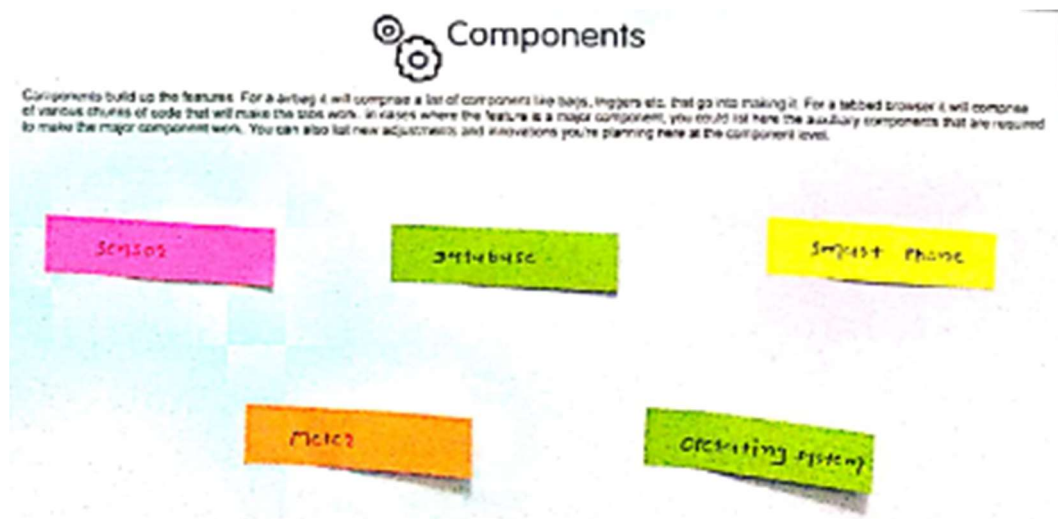 Components
Components build up the features. For a airbag it will comprise a list of component like bags, triggers etc. that go into making it. For a tabbed browser it will comprise
of various chunks of code that will make the tabs work. In cases where the feature is a major component, you could list here the auxiliary components that are required
to make the major component work. You can also list new adjustments and innovations you're planning here at the component level.
sensor
database
smart phone
Meter
operating system